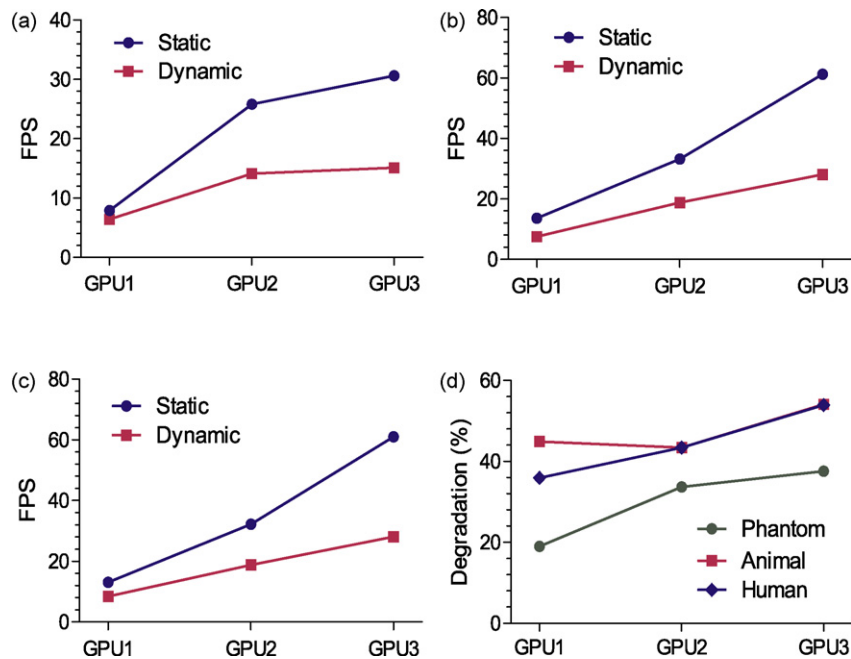 (a)
40
30
20
10
0
FPS
Static
Dynamic
GPU1 GPU2 GPU3
(b)
80
60
40
20
0
FPS
Static
Dynamic
GPU1 GPU2 GPU3
(c)
80
60
40
20
0
FPS
Static
Dynamic
GPU1 GPU2 GPU3
(d)
60
40
20
0
Degradation (%)
Phantom
Animal
Human
GPU1 GPU2 GPU3